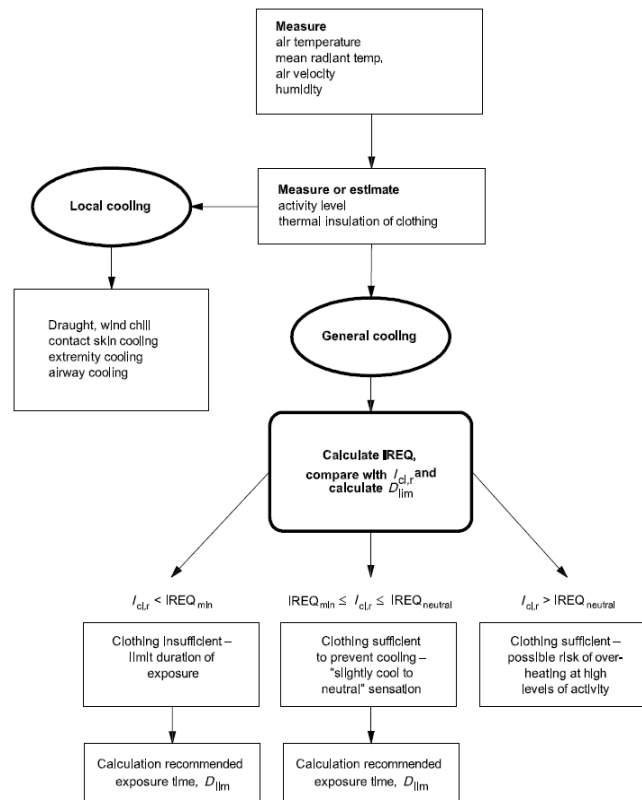 Measure
air temperature
mean radiant temp.
air velocity
humidity
Measure or estimate
activity level
thermal insulation of clothing
Local cooling
Draught, wind chill
contact skin cooling
extremity cooling
airway cooling
General cooling
Calculate IREQ,
compare with Icl,r and
calculate Dlim
Icl,r < IREQmin
IREQmin ≤ Icl,r ≤ IREQneutral
Icl,r > IREQneutral
Clothing insufficient –
limit duration of
exposure
Clothing sufficient
to prevent cooling –
"slightly cool to
neutral" sensation
Clothing sufficient –
possible risk of over-
heating at high
levels of activity
Calculation recommended
exposure time, Dlim
Calculation recommended
exposure time, Dlim